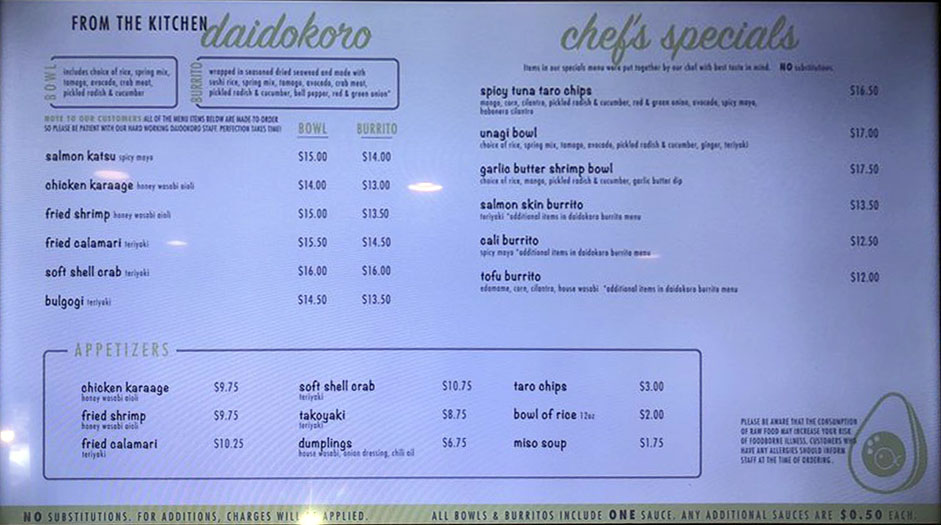 FROM THE KITCHEN daidokoro
BOWL
includes choice of rice, spring mix,
tamago, avocado, crab meat,
pickled radish & cucumber
BURRITO
wrapped in seasoned dried seaweed and made with
sushi rice, spring mix, tamago, avocado, crab meat,
pickled radish & cucumber, bell pepper, red & green onion*
NOTE TO OUR CUSTOMERS ALL OF THE MENU ITEMS BELOW ARE MADE-TO-ORDER
SO PLEASE BE PATIENT WITH OUR HARD WORKING DAIDOKORO STAFF. PERFECTION TAKES TIME!
BOWL BURRITO
salmon katsu spicy mayo $15.00 $14.00
chicken karaage honey wasabi aioli $14.00 $13.00
fried shrimp honey wasabi aioli $15.00 $13.50
fried calamari teriyaki $15.50 $14.50
soft shell crab teriyaki $16.00 $16.00
bulgogi teriyaki $14.50 $13.50
chef's specials
Items in our specials menu were put together by our chef with best taste in mind. NO substitutions.
spicy tuna taro chips $16.50
mango, corn, cilantro, pickled radish & cucumber, red & green onion, avocado, spicy mayo,
habanero cilantro
unagi bowl $17.00
choice of rice, spring mix, tamago, avocado, pickled radish & cucumber, ginger, teriyaki
garlic butter shrimp bowl $17.50
choice of rice, mango, pickled radish & cucumber, garlic butter dip
salmon skin burrito $13.50
teriyaki *additional items in daidokoro burrito menu
cali burrito $12.50
spicy mayo *additional items in daidokoro burrito menu
tofu burrito $12.00
edamame, corn, cilantro, house wasabi *additional items in daidokoro burrito menu
APPETIZERS
chicken karaage $9.75
honey wasabi aioli
fried shrimp $9.75
honey wasabi aioli
fried calamari $10.25
teriyaki
soft shell crab $10.75
teriyaki
takoyaki $8.75
teriyaki
dumplings $6.75
house wasabi, onion dressing, chili oil
taro chips $3.00
bowl of rice 12oz $2.00
miso soup $1.75
PLEASE BE AWARE THAT THE CONSUMPTION
OF RAW FOOD MAY INCREASE YOUR RISK
OF FOODBORNE ILLNESS. CUSTOMERS WHO
HAVE ANY ALLERGIES SHOULD INFORM
STAFF AT THE TIME OF ORDERING.
NO SUBSTITUTIONS. FOR ADDITIONS, CHARGES WILL APPLIED.
ALL BOWLS & BURRITOS INCLUDE ONE SAUCE. ANY ADDITIONAL SAUCES ARE $0.50 EACH.